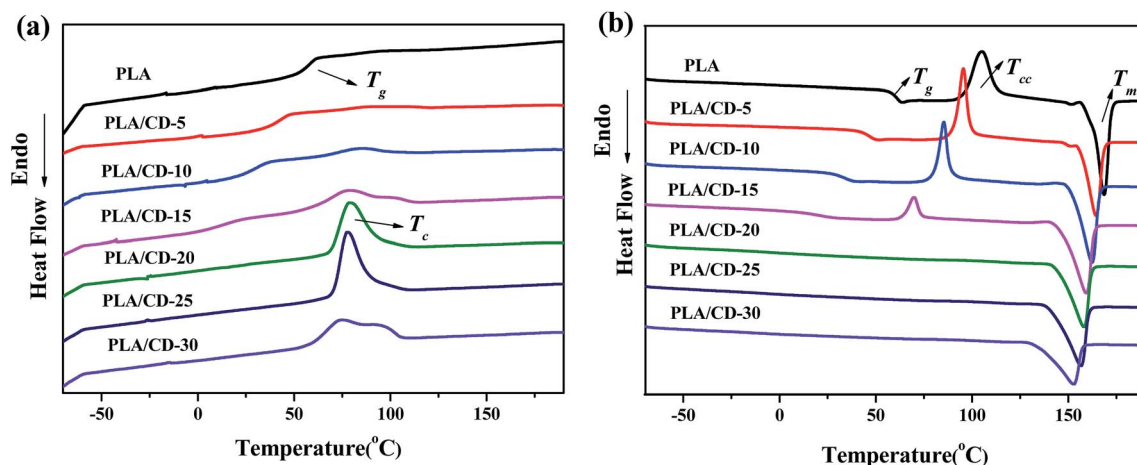 (a)
PLA
Tg
PLA/CD-5
PLA/CD-10
PLA/CD-15
Tc
PLA/CD-20
PLA/CD-25
PLA/CD-30
Heat Flow
Endo
-50
0
50
100
150
Temperature(°C)
(b)
PLA
Tg
Tcc
Tm
PLA/CD-5
PLA/CD-10
PLA/CD-15
PLA/CD-20
PLA/CD-25
PLA/CD-30
Heat Flow
Endo
-50
0
50
100
150
Temperature(°C)